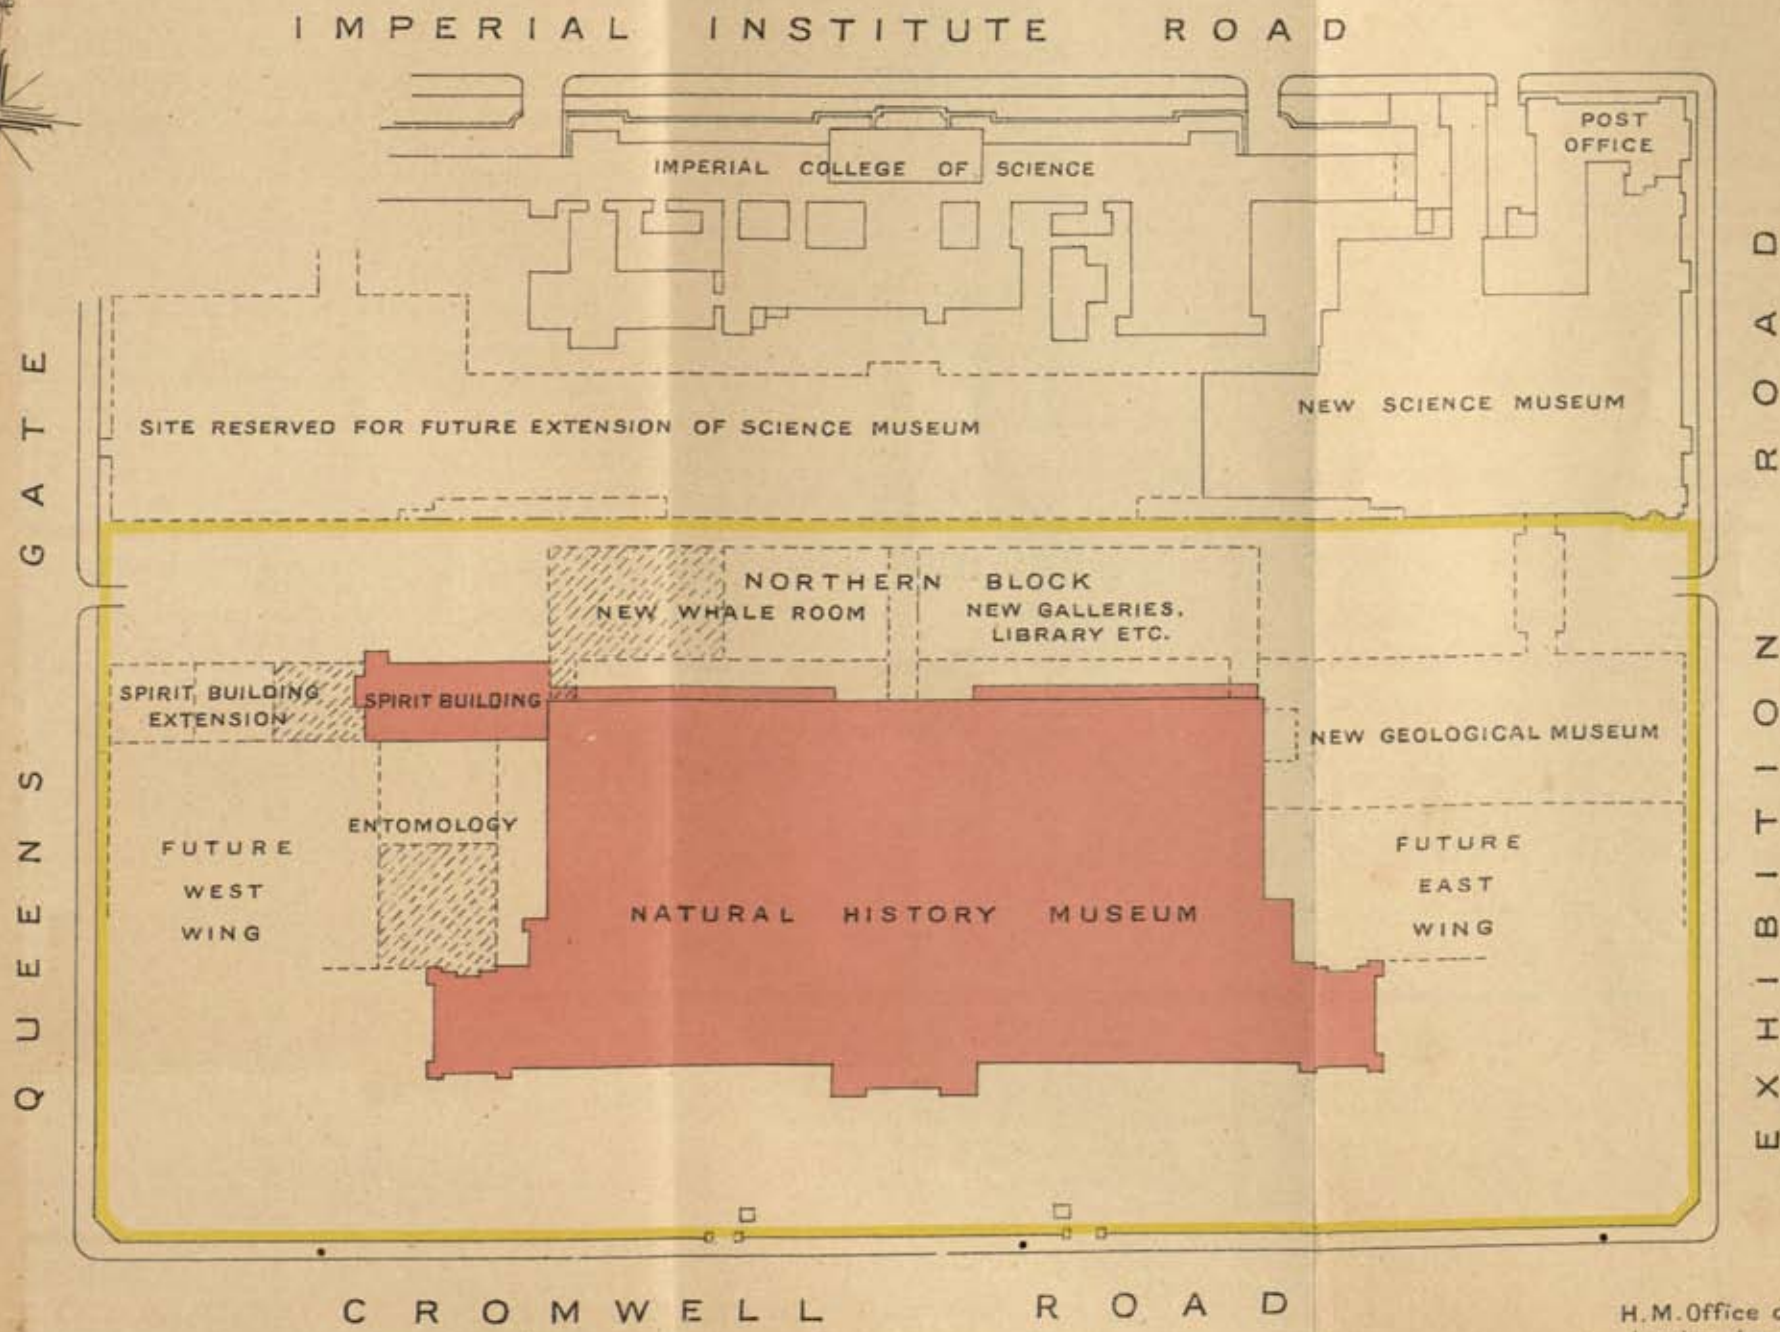 IMPERIAL INSTITUTE ROAD
POST
OFFICE
IMPERIAL COLLEGE OF SCIENCE
NEW SCIENCE MUSEUM
SITE RESERVED FOR FUTURE EXTENSION OF SCIENCE MUSEUM
QUEENS GATE
EXHIBITION ROAD
NORTHERN BLOCK
NEW WHALE ROOM
NEW GALLERIES.
LIBRARY ETC.
SPIRIT BUILDING
EXTENSION
SPIRIT BUILDING
NEW GEOLOGICAL MUSEUM
ENTOMOLOGY
FUTURE
WEST
WING
FUTURE
EAST
WING
NATURAL HISTORY MUSEUM
CROMWELL ROAD
H.M.Office